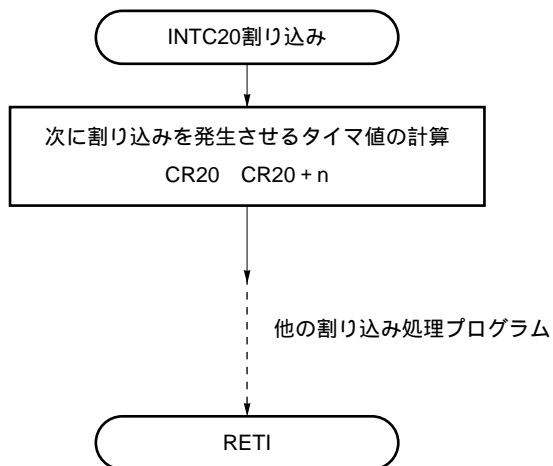 INTC20割り込み
次に割り込みを発生させるタイマ値の計算
CR20 CR20+n
他の割り込み処理プログラム
RETI